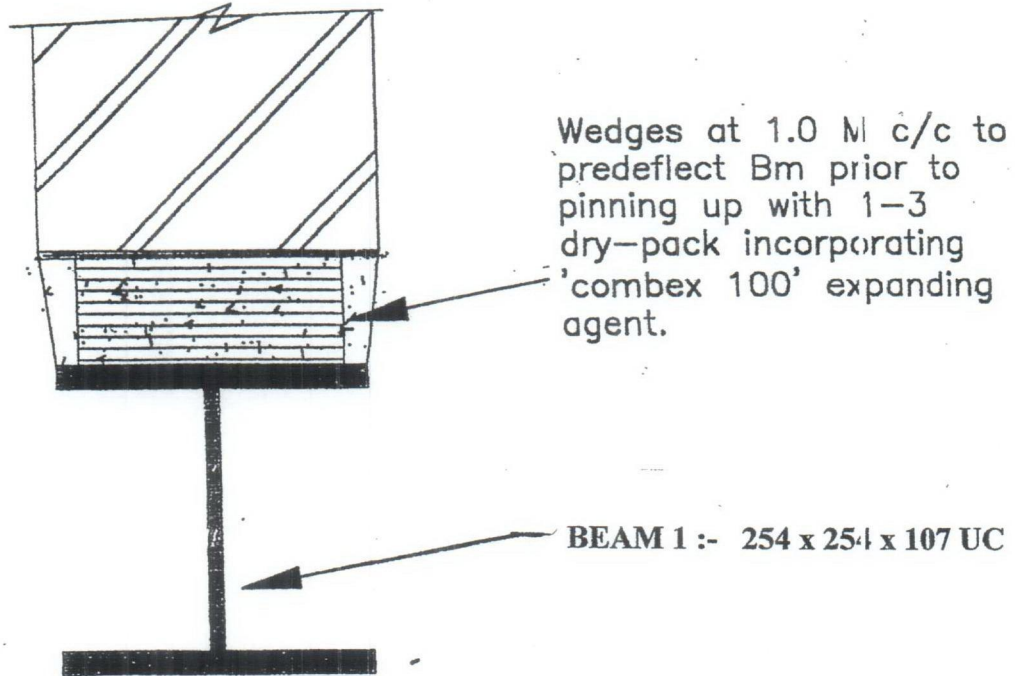 Wedges at 1.0 M c/c to
predeflect Bm prior to
pinning up with 1-3
dry-pack incorporating
'combex 100' expanding
agent.
BEAM 1 :- 254 x 254 x 107 UC